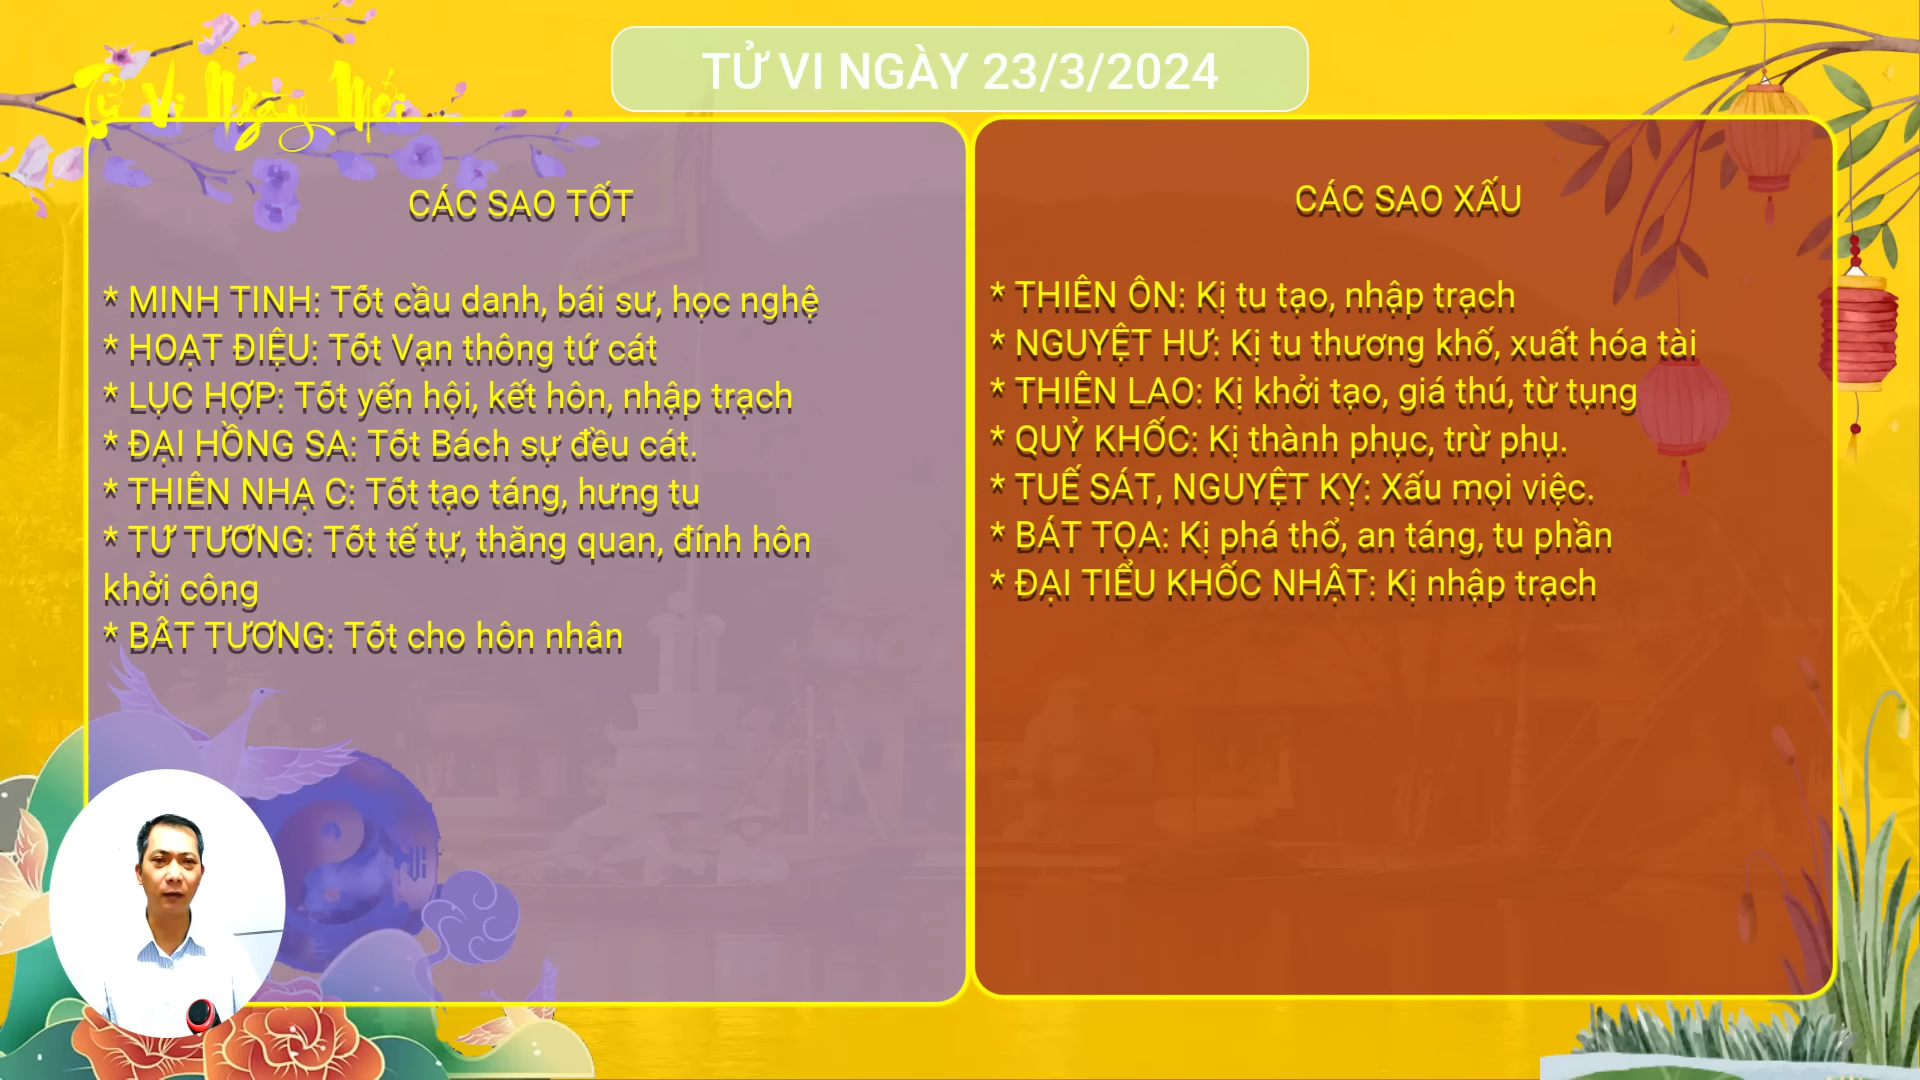 TỬ VI NGÀY 23/3/2024
Tử Vi Ngày Mới
CÁC SAO TỐT
* MINH TINH: Tốt cầu danh, bái sư, học nghệ
* HOẠT ĐIỆU: Tốt Vạn thông tứ cát
* LỤC HỢP: Tốt yến hội, kết hôn, nhập trạch
* ĐẠI HỒNG SA: Tốt Bách sự đều cát.
* THIÊN NHẠ C: Tốt tạo táng, hưng tu
* TỨ TƯƠNG: Tốt tế tự, thăng quan, đính hôn
khởi công
* BẤT TƯƠNG: Tốt cho hôn nhân
CÁC SAO XẤU
* THIÊN ÔN: Kị tu tạo, nhập trạch
* NGUYỆT HƯ: Kị tu thương khố, xuất hóa tài
* THIÊN LAO: Kị khởi tạo, giá thú, từ tụng
* QUỶ KHỐC: Kị thành phục, trừ phụ.
* TUẾ SÁT, NGUYỆT KỴ: Xấu mọi việc.
* BÁT TỌA: Kị phá thổ, an táng, tu phần
* ĐẠI TIỂU KHỐC NHẬT: Kị nhập trạch